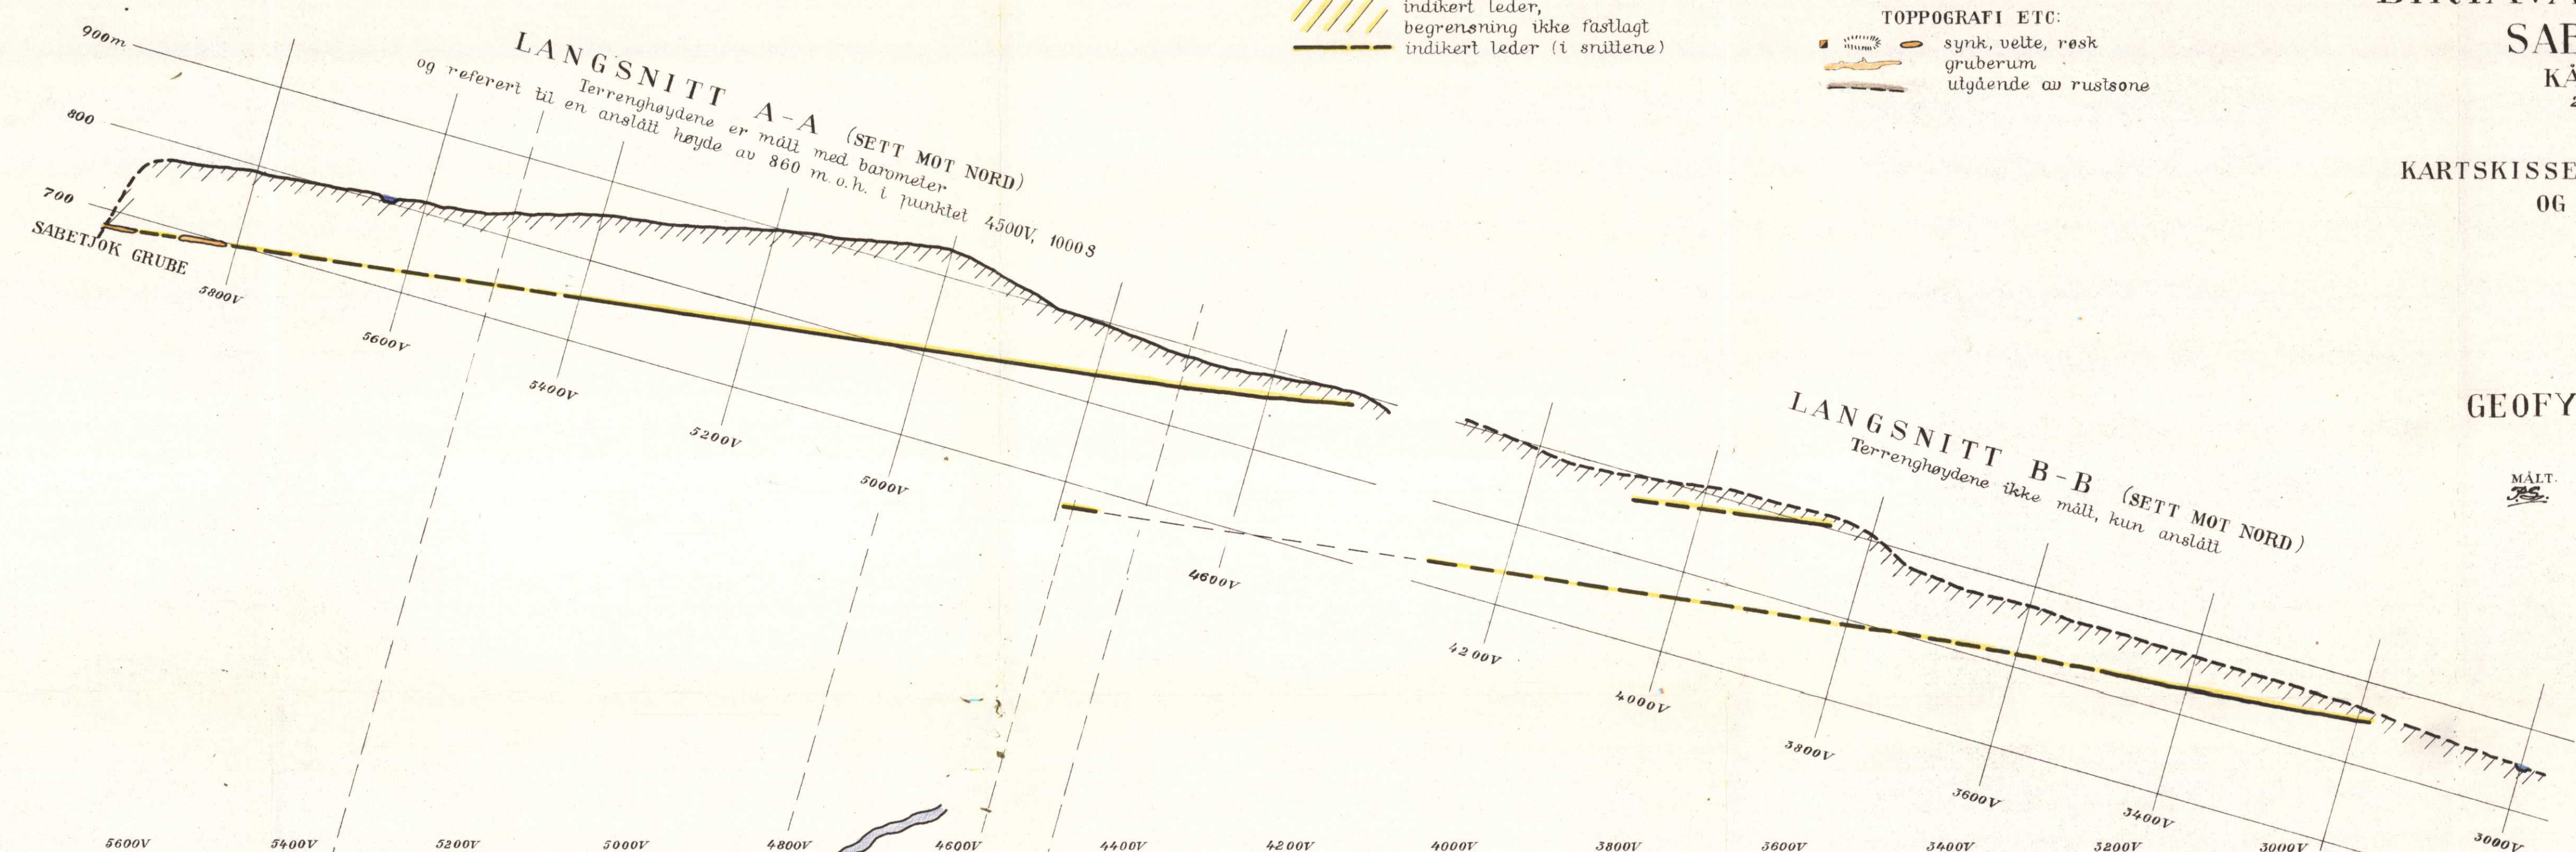 indikert leder,
begrensning ikke fastlagt
indikert leder (i snittene)
TOPPOGRAFI ETC:
synk, velte, røsk
gruberum
utgående av rustsone
SAB
KÅ
KARTSKISSE
OG
GEOFY
MÅLT.
900m
800
700
LANGSNITT A-A (SETT MOT NORD)
Terrenghøydene er målt med barometer
og referert til en anslått høyde av 860 m.o.h. i punktet 4500V, 1000S
SABETJOK GRUBE
5800V
5600V
5400V
5200V
5000V
4600V
LANGSNITT B-B (SETT MOT NORD)
Terrenghøydene ikke målt, kun anslått
4200V
4000V
3800V
3600V
3400V
3000V
5600V 5400V 5200V 5000V 4800V 4600V 4400V 4200V 4000V 3800V 3600V 3400V 3200V 3000V